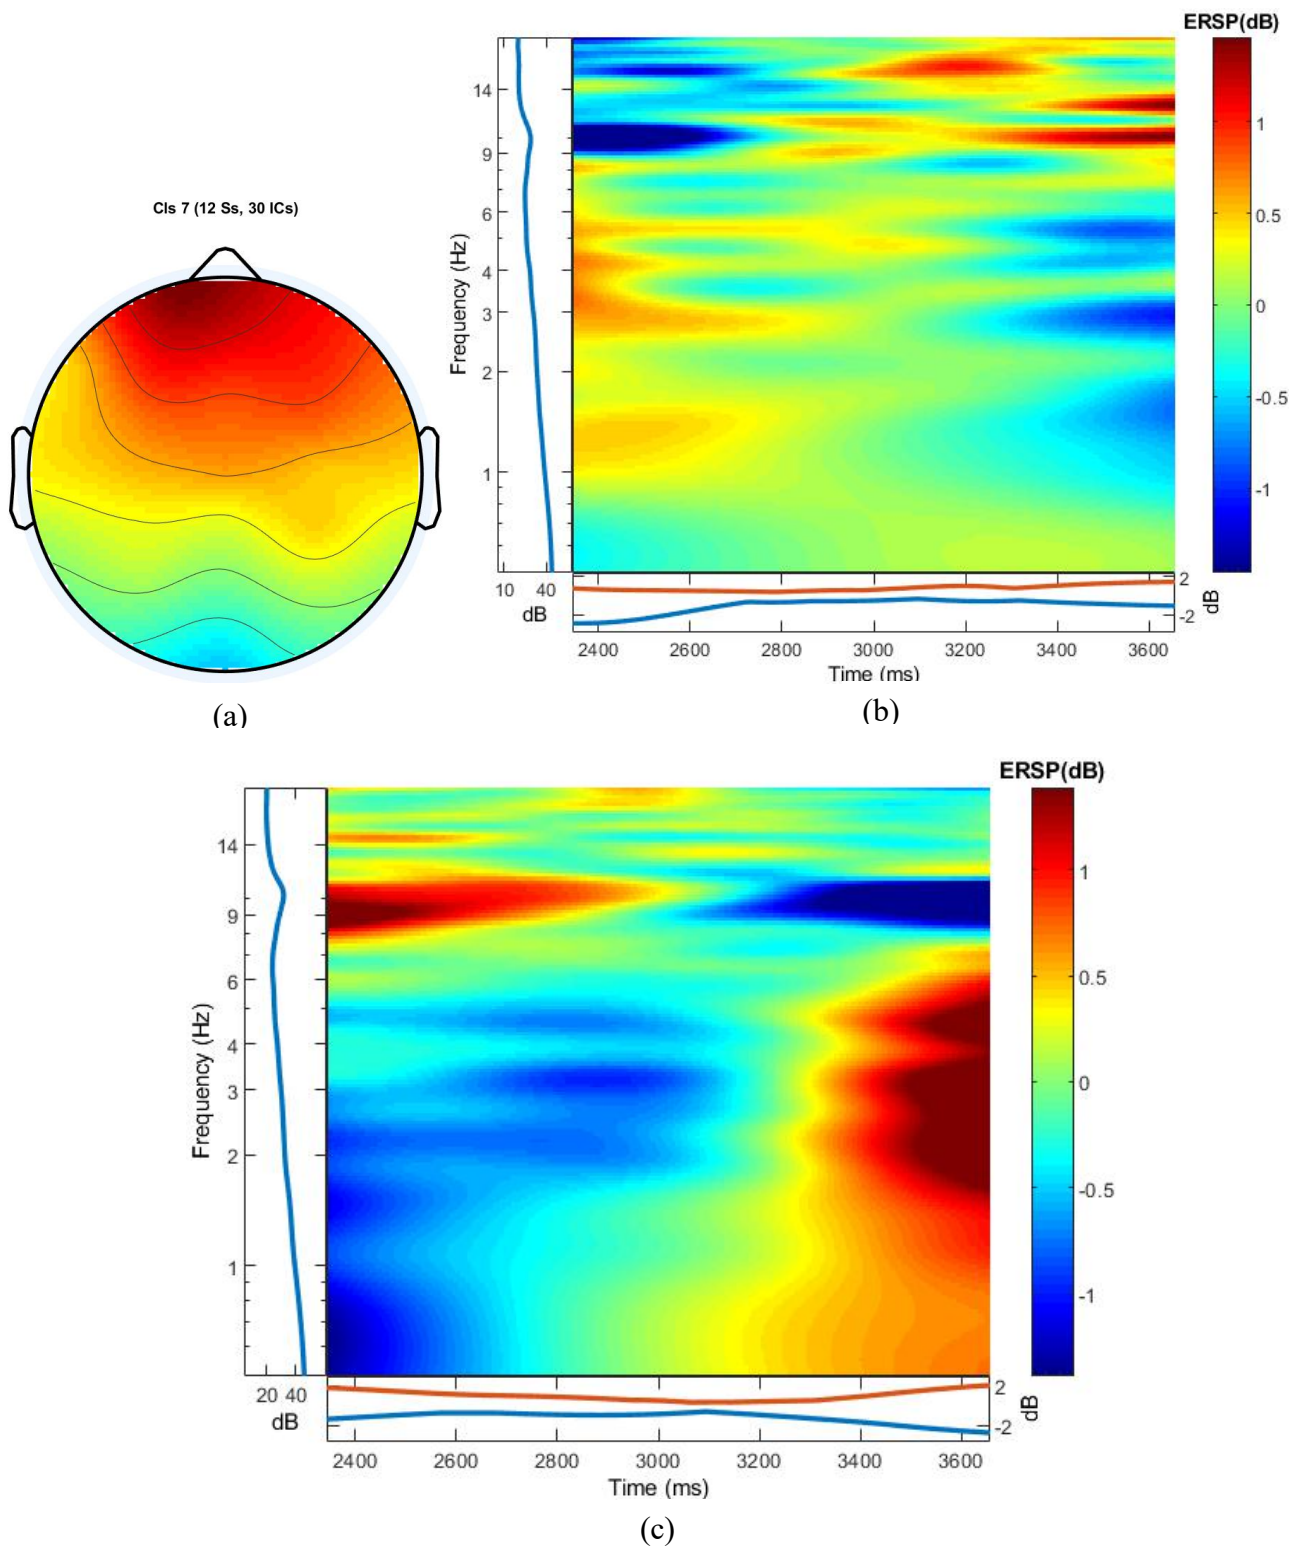 Cls 7 (12 Ss, 30 ICs)
(a)
ERSP(dB)
14
9
6
4
3
2
1
Frequency (Hz)
10 40
dB
1
0.5
0
-0.5
-1
2
-2
dB
2400 2600 2800 3000 3200 3400 3600
Time (ms)
(b)
ERSP(dB)
14
9
6
4
3
2
1
Frequency (Hz)
20 40
dB
1
0.5
0
-0.5
-1
2
-2
dB
2400 2600 2800 3000 3200 3400 3600
Time (ms)
(c)